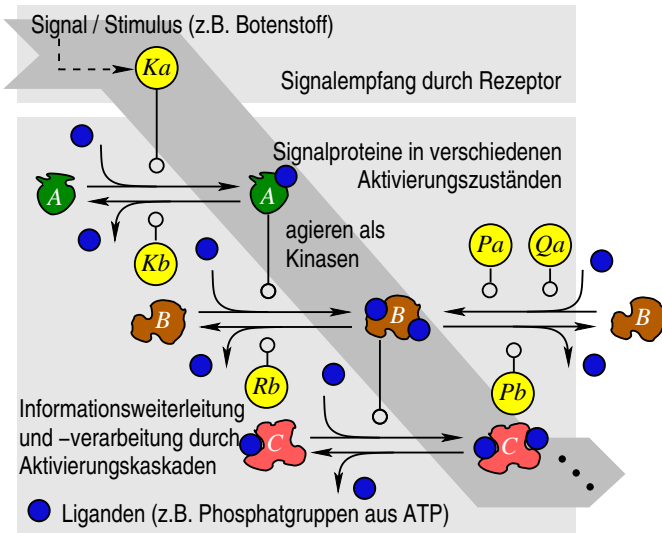 Signal / Stimulus (z.B. Botenstoff)
Ka
Signalempfang durch Rezeptor
Signalproteine in verschiedenen
Aktivierungszuständen
A
A
agieren als
Kinasen
Kb
Pa
Qa
B
B
B
Rb
Pb
Informationsweiterleitung
und –verarbeitung durch
Aktivierungskaskaden
C
C
Liganden (z.B. Phosphatgruppen aus ATP)